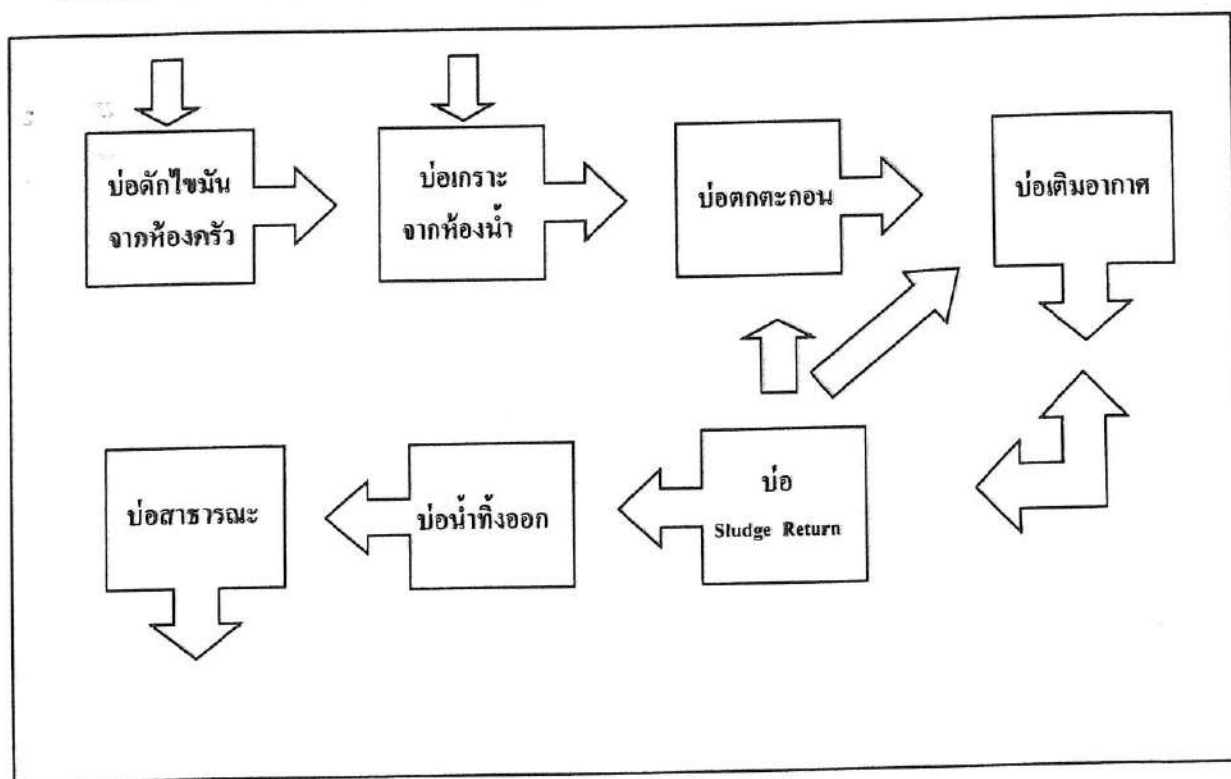 บ่อดักไขมัน
จากห้องครัว
บ่อเกราะ
จากห้องน้ำ
บ่อตกตะกอน
บ่อเติมอากาศ
บ่อสาธารณะ
บ่อน้ำทิ้งออก
บ่อ
Sludge Return